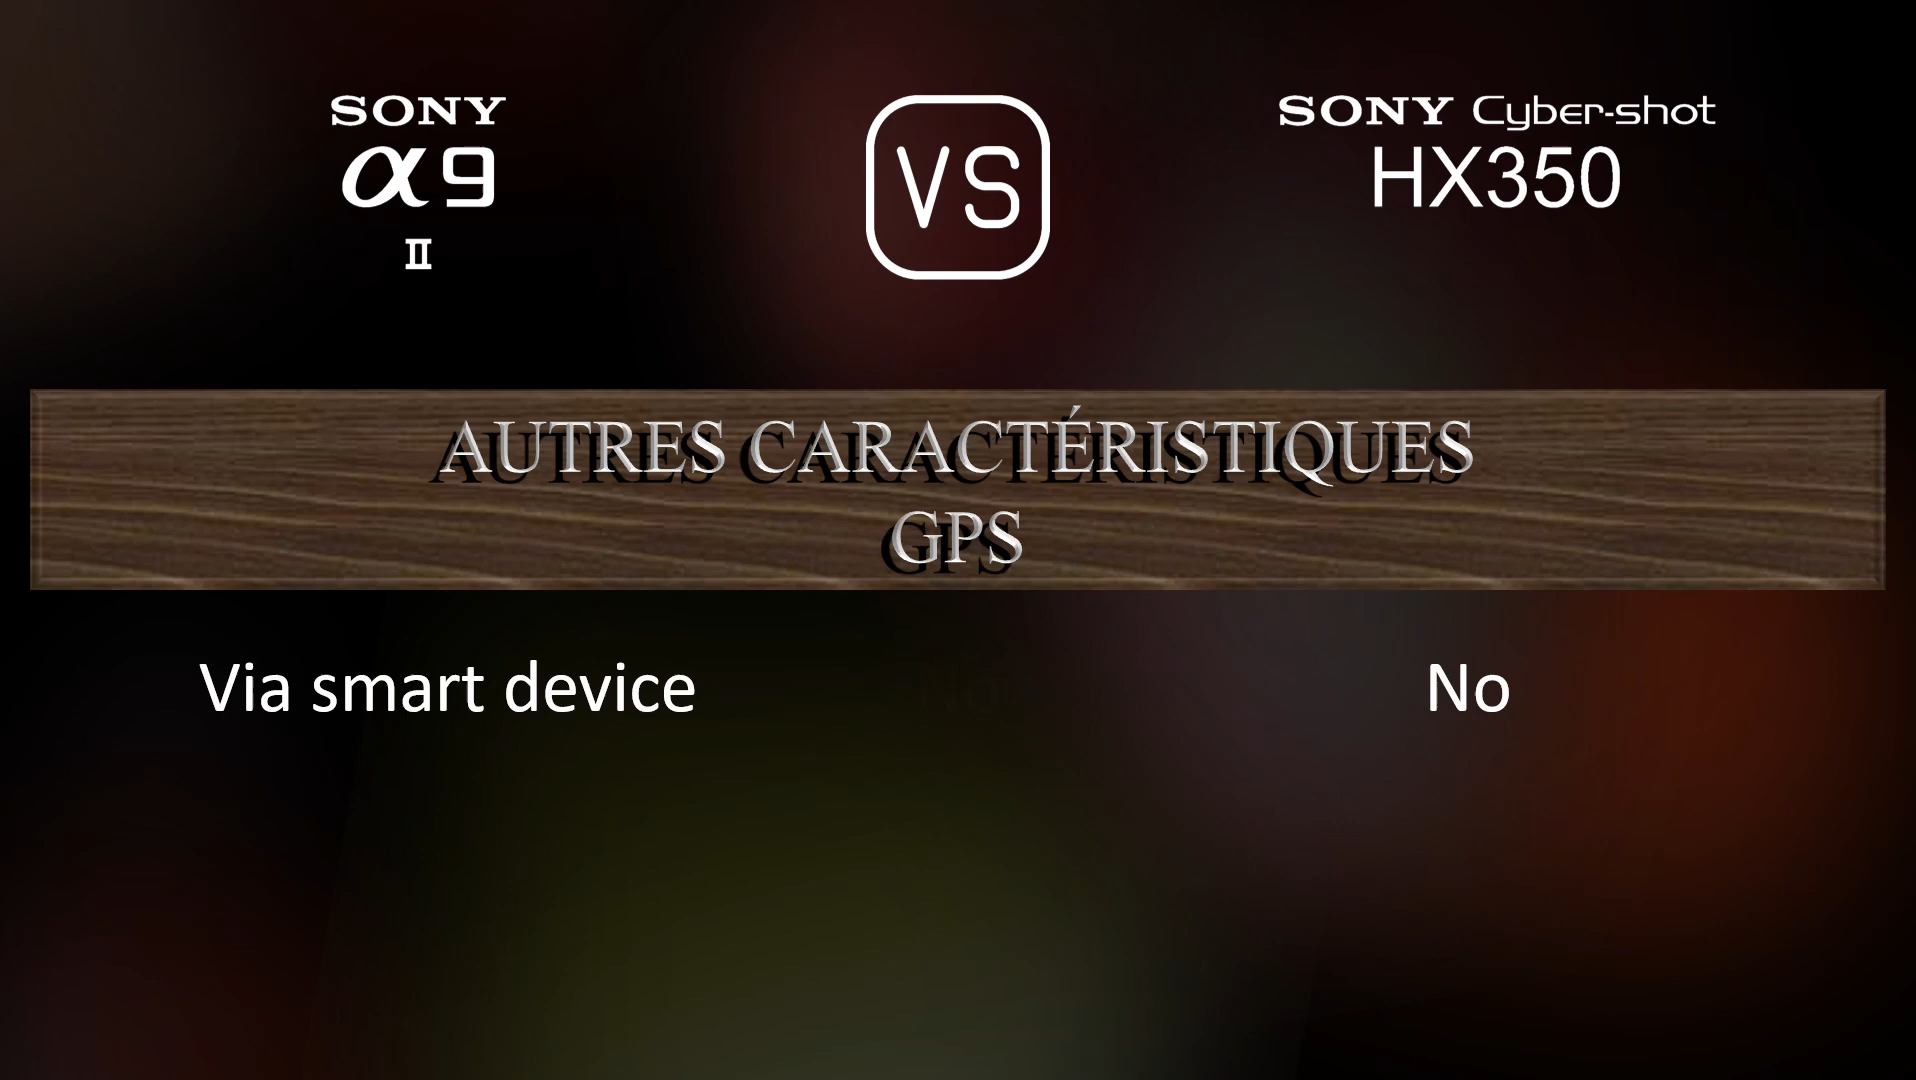 SONY
α9
II
VS
SONY Cyber-shot
HX350
AUTRES CARACTÉRISTIQUES
GPS
Via smart device
No